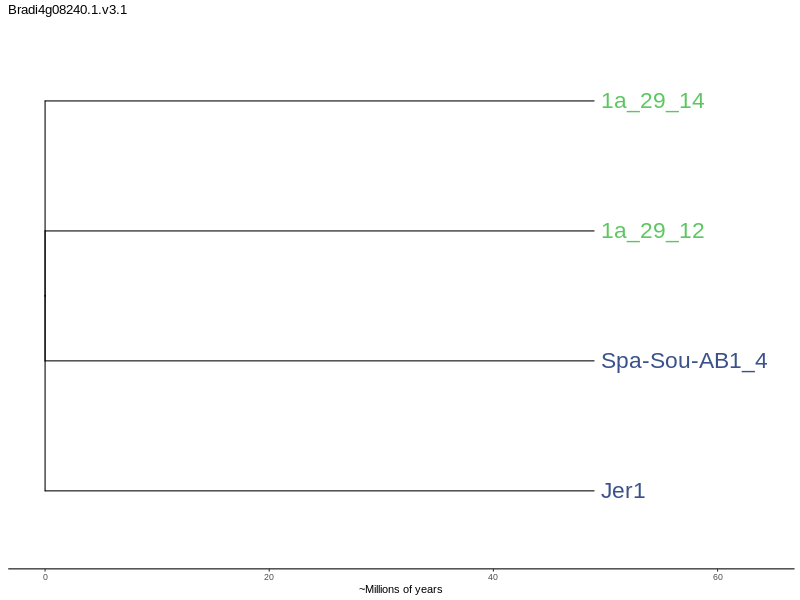 Bradi4g08240.1.v3.1
1a_29_14
1a_29_12
Spa-Sou-AB1_4
Jer1
0 20 40 60
~Millions of years